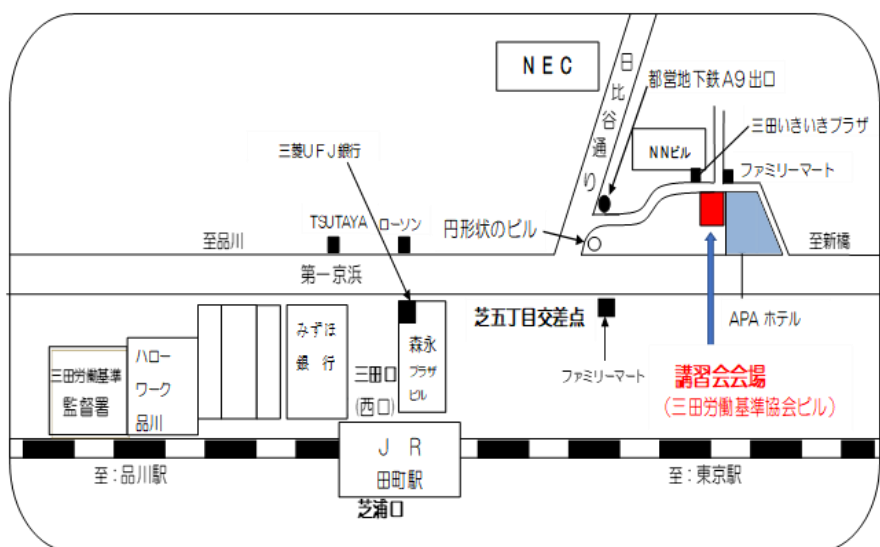 NEC
日比谷通り
都営地下鉄A9出口
三田いきいきプラザ
NNビル
ファミリーマート
三菱UFJ銀行
TSUTAYA
ローソン
円形状のビル
至品川
至新橋
第一京浜
APAホテル
芝五丁目交差点
ファミリーマート
講習会会場
(三田労働基準協会ビル)
みずほ
銀行
森永
プラザ
ビル
三田口
(西口)
ハロー
ワーク
品川
三田労働基準
監督署
JR
田町駅
至:品川駅
至:東京駅
芝浦口